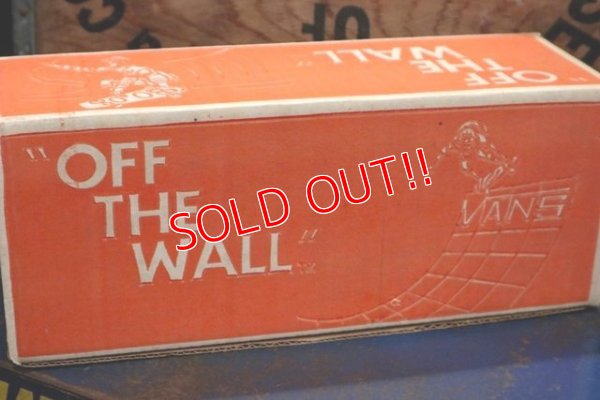 "OFF
THE
WALL"
"OFF
THE
WALL"
VANS
SOLD OUT!!